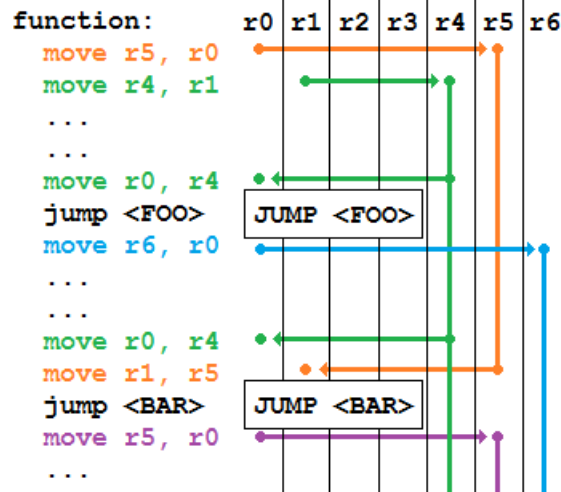 function: r0 r1 r2 r3 r4 r5 r6
move r5, r0
move r4, r1
...
...
move r0, r4
jump <FOO> JUMP <FOO>
move r6, r0
...
...
move r0, r4
move r1, r5
jump <BAR> JUMP <BAR>
move r5, r0
...